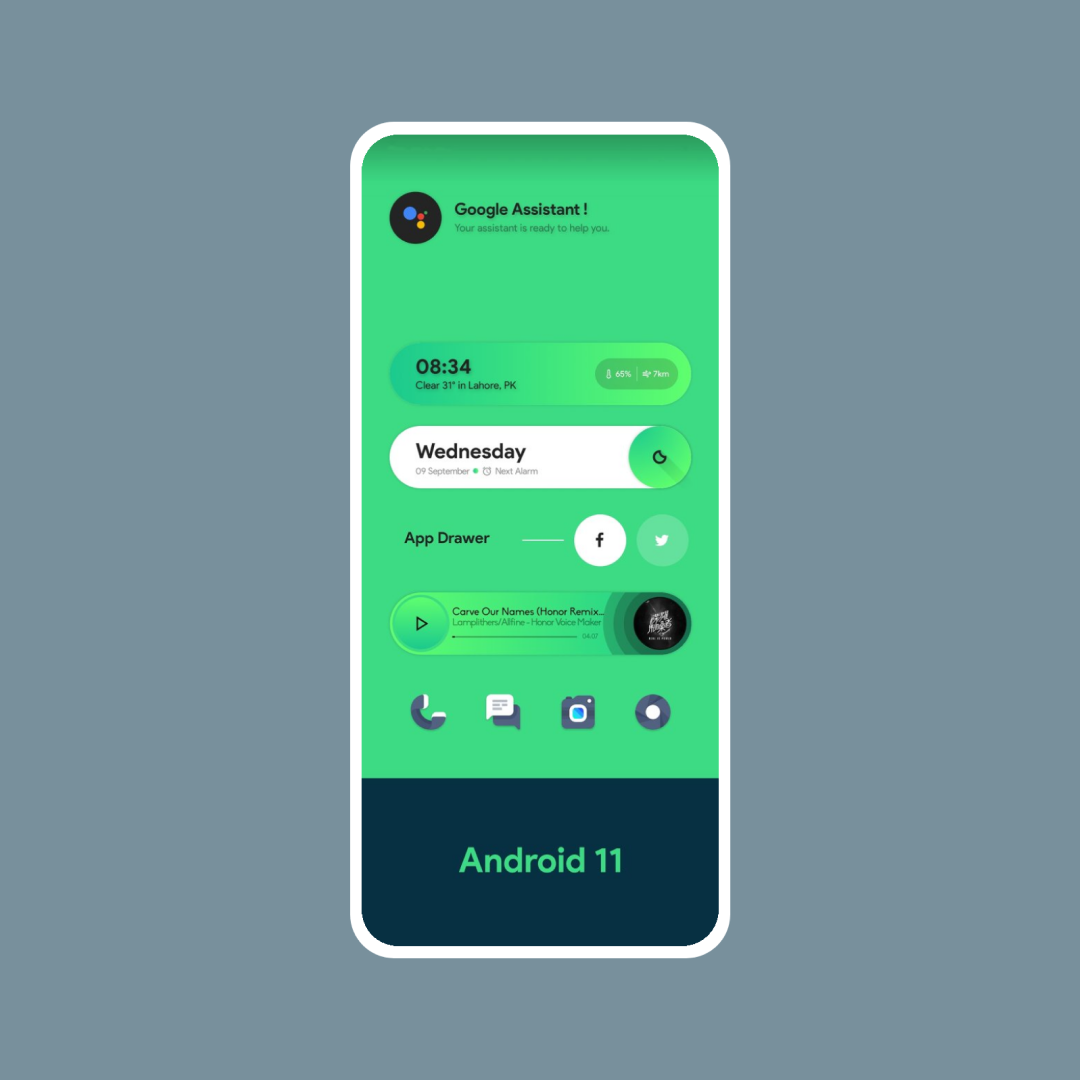 Google Assistant !
Your assistant is ready to help you.
08:34
Clear 31° in Lahore, PK
65% 7km
Wednesday
09 September Next Alarm
App Drawer
Carve Our Names (Honor Remix...
Lamplithers/Allfine - Honor Voice Maker
04:07
Android 11